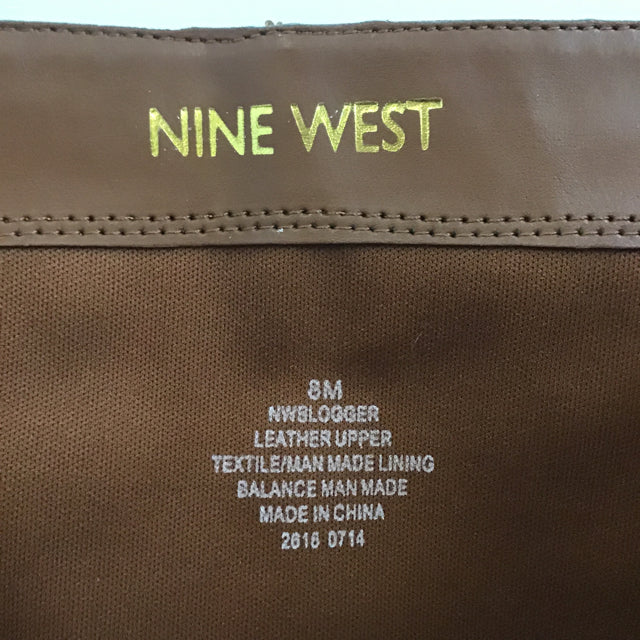 NINE WEST
8M
NWBLOGGER
LEATHER UPPER
TEXTILE/MAN MADE LINING
BALANCE MAN MADE
MADE IN CHINA
2616 0714